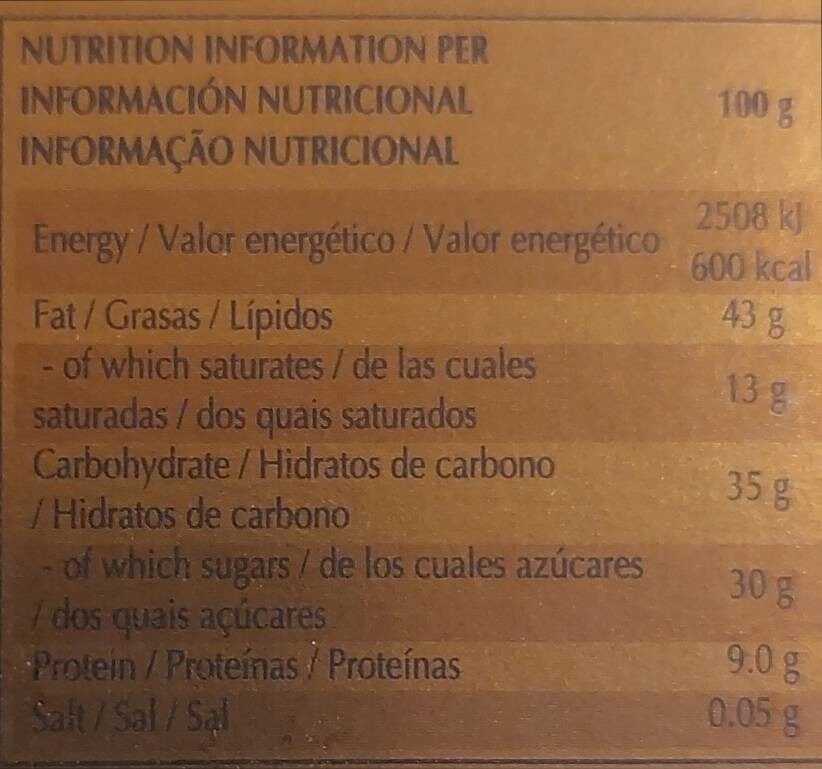 NUTRITION INFORMATION PER
INFORMACIÓN NUTRICIONAL 100 g
INFORMAÇÃO NUTRICIONAL
Energy / Valor energético / Valor energético 2508 kJ
600 kcal
Fat / Grasas / Lípidos 43 g
- of which saturates / de las cuales
saturadas / dos quais saturados 13 g
Carbohydrate / Hidratos de carbono
/ Hidratos de carbono 35 g
- of which sugars / de los cuales azúcares
/ dos quais açúcares 30 g
Protein / Proteínas / Proteínas 9.0 g
Salt / Sal / Sal 0.05 g